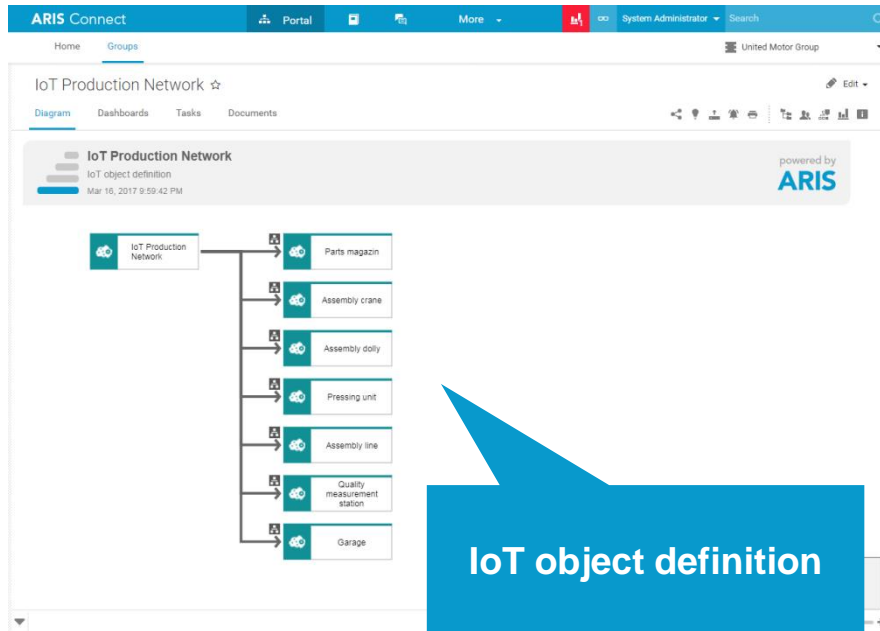 ARIS Connect
Portal
More
System Administrator
Search
Home
Groups
United Motor Group
IoT Production Network
Edit
Diagram
Dashboards
Tasks
Documents
IoT Production Network
IoT object definition
Mar 16, 2017 9:59:42 PM
powered by
ARIS
IoT Production
Network
Parts magazin
Assembly crane
Assembly dolly
Pressing unit
Assembly line
Quality
measurement
station
Garage
IoT object definition